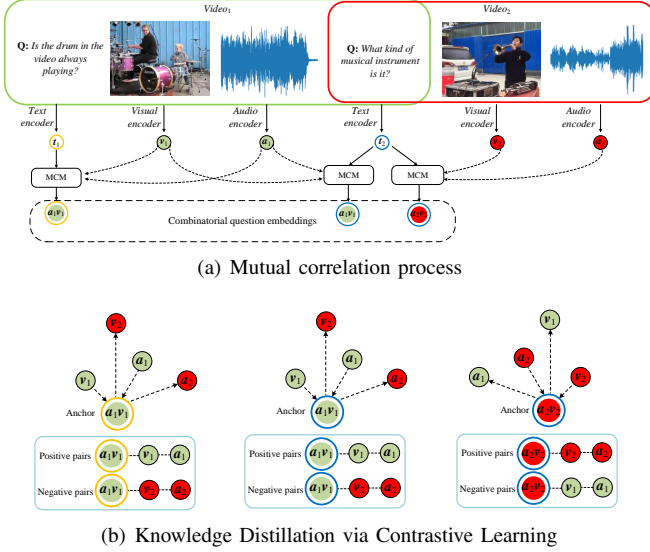 Video₁
Video₂
Q: Is the drum in the
video always
playing?
Q: What kind of
musical instrument
is it?
Text
encoder
Visual
encoder
Audio
encoder
Text
encoder
Visual
encoder
Audio
encoder
t₁
v₁
a₁
t₂
v₂
a₂
MCM
MCM
MCM
a₁v₁
Combinatorial question embeddings
a₁v₁
a₂v₂
(a) Mutual correlation process
v₂
v₁
a₁
a₂
Anchor
a₁v₁
Positive pairs
a₁v₁
v₁
a₁
Negative pairs
a₁v₁
v₂
a₂
v₂
v₁
a₁
a₂
Anchor
a₁v₁
Positive pairs
a₁v₁
v₁
a₁
Negative pairs
a₁v₁
v₂
a₂
v₁
a₁
a₂
v₂
Anchor
a₂v₂
Positive pairs
a₂v₂
v₂
a₂
Negative pairs
a₂v₂
v₁
a₁
(b) Knowledge Distillation via Contrastive Learning